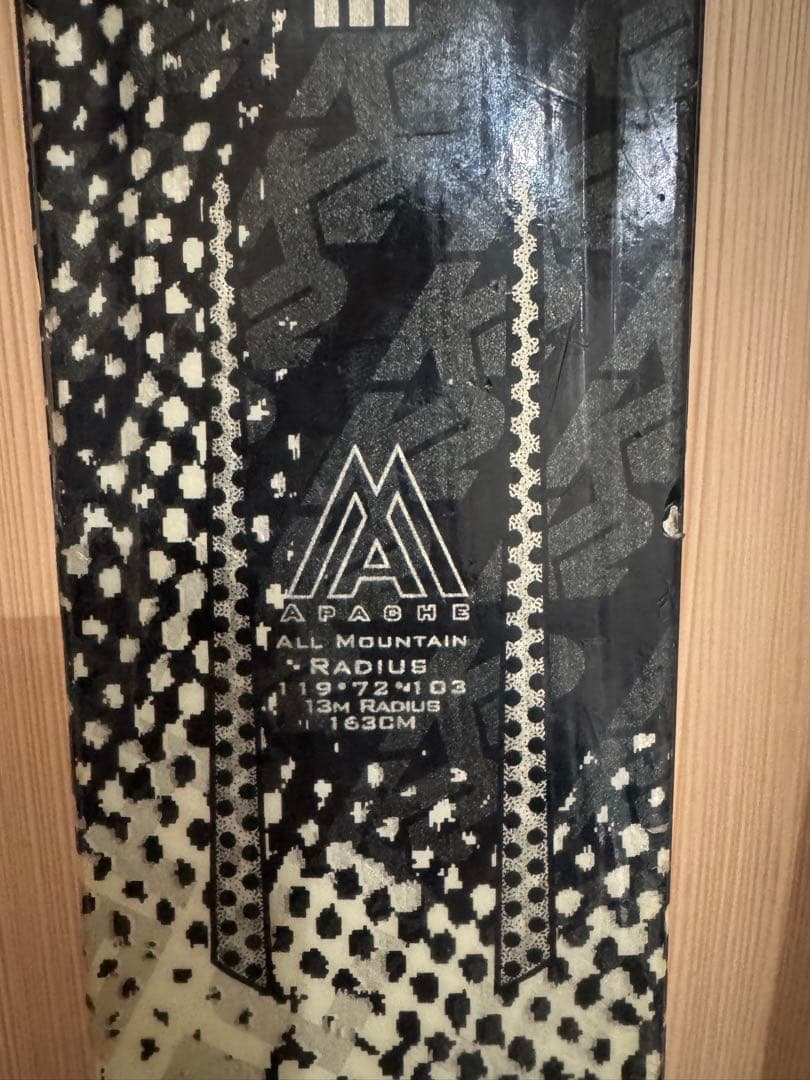 APACHE
ALL MOUNTAIN
RADIUS
119•72•103
13M RADIUS
163CM